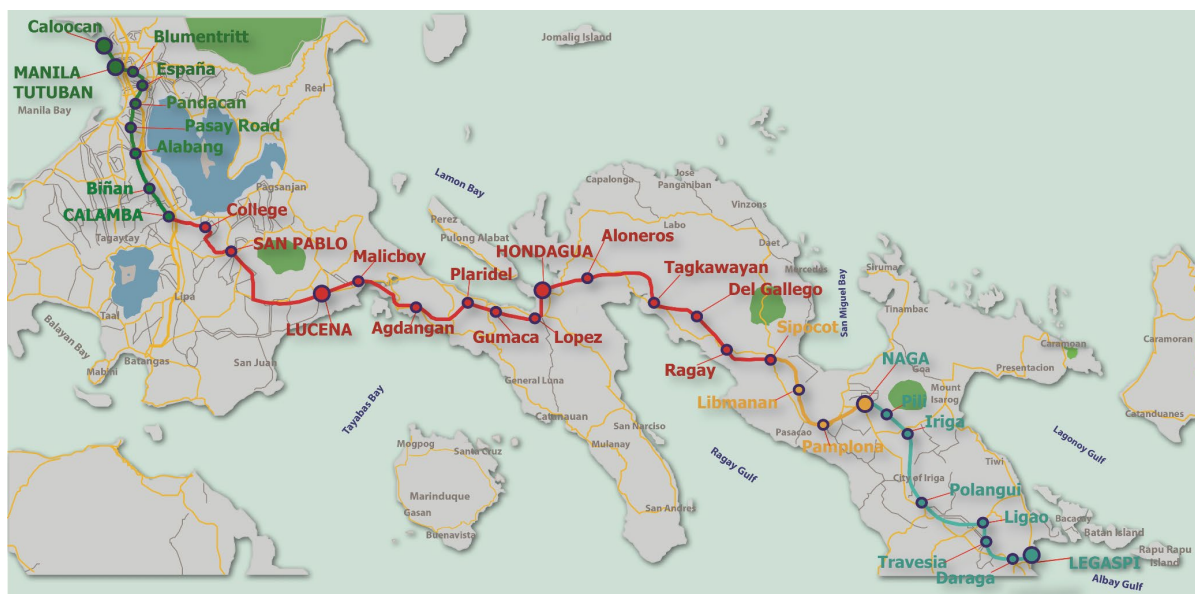 Caloocan
Blumentritt
Jomalig Island
MANILA
TUTUBAN
España
Real
Manila Bay
Pandacan
Pasay Road
Alabang
Lamon Bay
Biñan
Pagsanjan
CALAMBA
College
Tagaytay
SAN PABLO
Malicboy
Perez
Pulong Alabat
HONDAGUA
Aloneros
Capalonga
José
Panganiban
Vinzons
Labo
Daet
Mercedes
Plaridel
Tagkawayan
Del Gallego
San Miguel Bay
Siruma
Tinambac
Lipa
Taal
LUCENA
Agdangan
Gumaca
Lopez
Sipocot
Balayan Bay
Batangas
Mabini
San Juan
General Luna
Ragay
NAGA
Goa
Caramoan
Presentacion
Caramoran
Tayabas Bay
Libmanan
Pili
Mount
Isarog
Iriga
Catanauan
San Narciso
Mulanay
Pasacao
Pamplona
Catanduanes
Lagonoy Gulf
Mogpog
Santa Cruz
Ragay Gulf
Tiwi
City of Iriga
Polangui
Marinduque
Gasan
Buenavista
San Andres
Ligao
Bacacay
Batan Island
Travesia
Daraga
LEGASPI
Rapu Rapu
Island
Albay Gulf